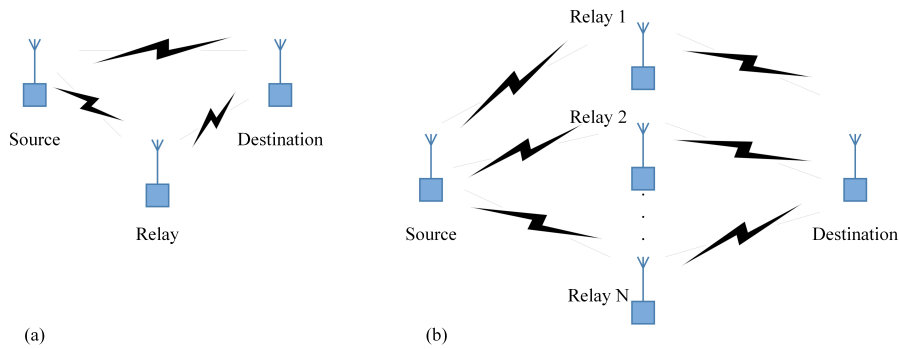 Source
Destination
Relay
(a)
Relay 1
Relay 2
Source
Destination
Relay N
(b)